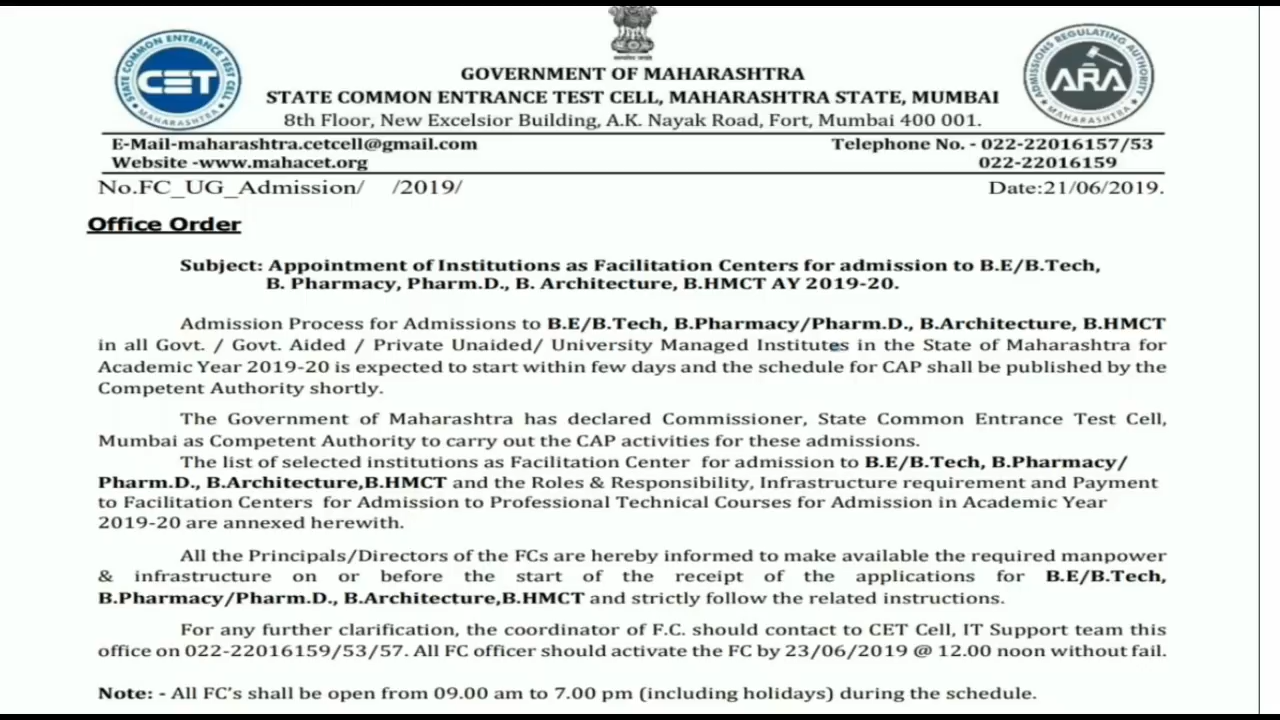 STATE COMMON ENTRANCE TEST CELL
CET
MAHARASHTRA
ADMISSIONS REGULATING AUTHORITY
ARA
MAHARASHTRA
GOVERNMENT OF MAHARASHTRA
STATE COMMON ENTRANCE TEST CELL, MAHARASHTRA STATE, MUMBAI
8th Floor, New Excelsior Building, A.K. Nayak Road, Fort, Mumbai 400 001.
E-Mail-maharashtra.cetcell@gmail.com Telephone No. - 022-22016157/53
Website -www.mahacet.org 022-22016159
No.FC_UG_Admission/ /2019/ Date:21/06/2019.
Office Order
Subject: Appointment of Institutions as Facilitation Centers for admission to B.E/B.Tech,
B. Pharmacy, Pharm.D., B. Architecture, B.HMCT AY 2019-20.
Admission Process for Admissions to B.E/B.Tech, B.Pharmacy/Pharm.D., B.Architecture, B.HMCT
in all Govt. / Govt. Aided / Private Unaided/ University Managed Institutes in the State of Maharashtra for
Academic Year 2019-20 is expected to start within few days and the schedule for CAP shall be published by the
Competent Authority shortly.
The Government of Maharashtra has declared Commissioner, State Common Entrance Test Cell,
Mumbai as Competent Authority to carry out the CAP activities for these admissions.
The list of selected institutions as Facilitation Center for admission to B.E/B.Tech, B.Pharmacy/
Pharm.D., B.Architecture,B.HMCT and the Roles & Responsibility, Infrastructure requirement and Payment
to Facilitation Centers for Admission to Professional Technical Courses for Admission in Academic Year
2019-20 are annexed herewith.
All the Principals/Directors of the FCs are hereby informed to make available the required manpower
& infrastructure on or before the start of the receipt of the applications for B.E/B.Tech,
B.Pharmacy/Pharm.D., B.Architecture,B.HMCT and strictly follow the related instructions.
For any further clarification, the coordinator of F.C. should contact to CET Cell, IT Support team this
office on 022-22016159/53/57. All FC officer should activate the FC by 23/06/2019 @ 12.00 noon without fail.
Note: - All FC's shall be open from 09.00 am to 7.00 pm (including holidays) during the schedule.